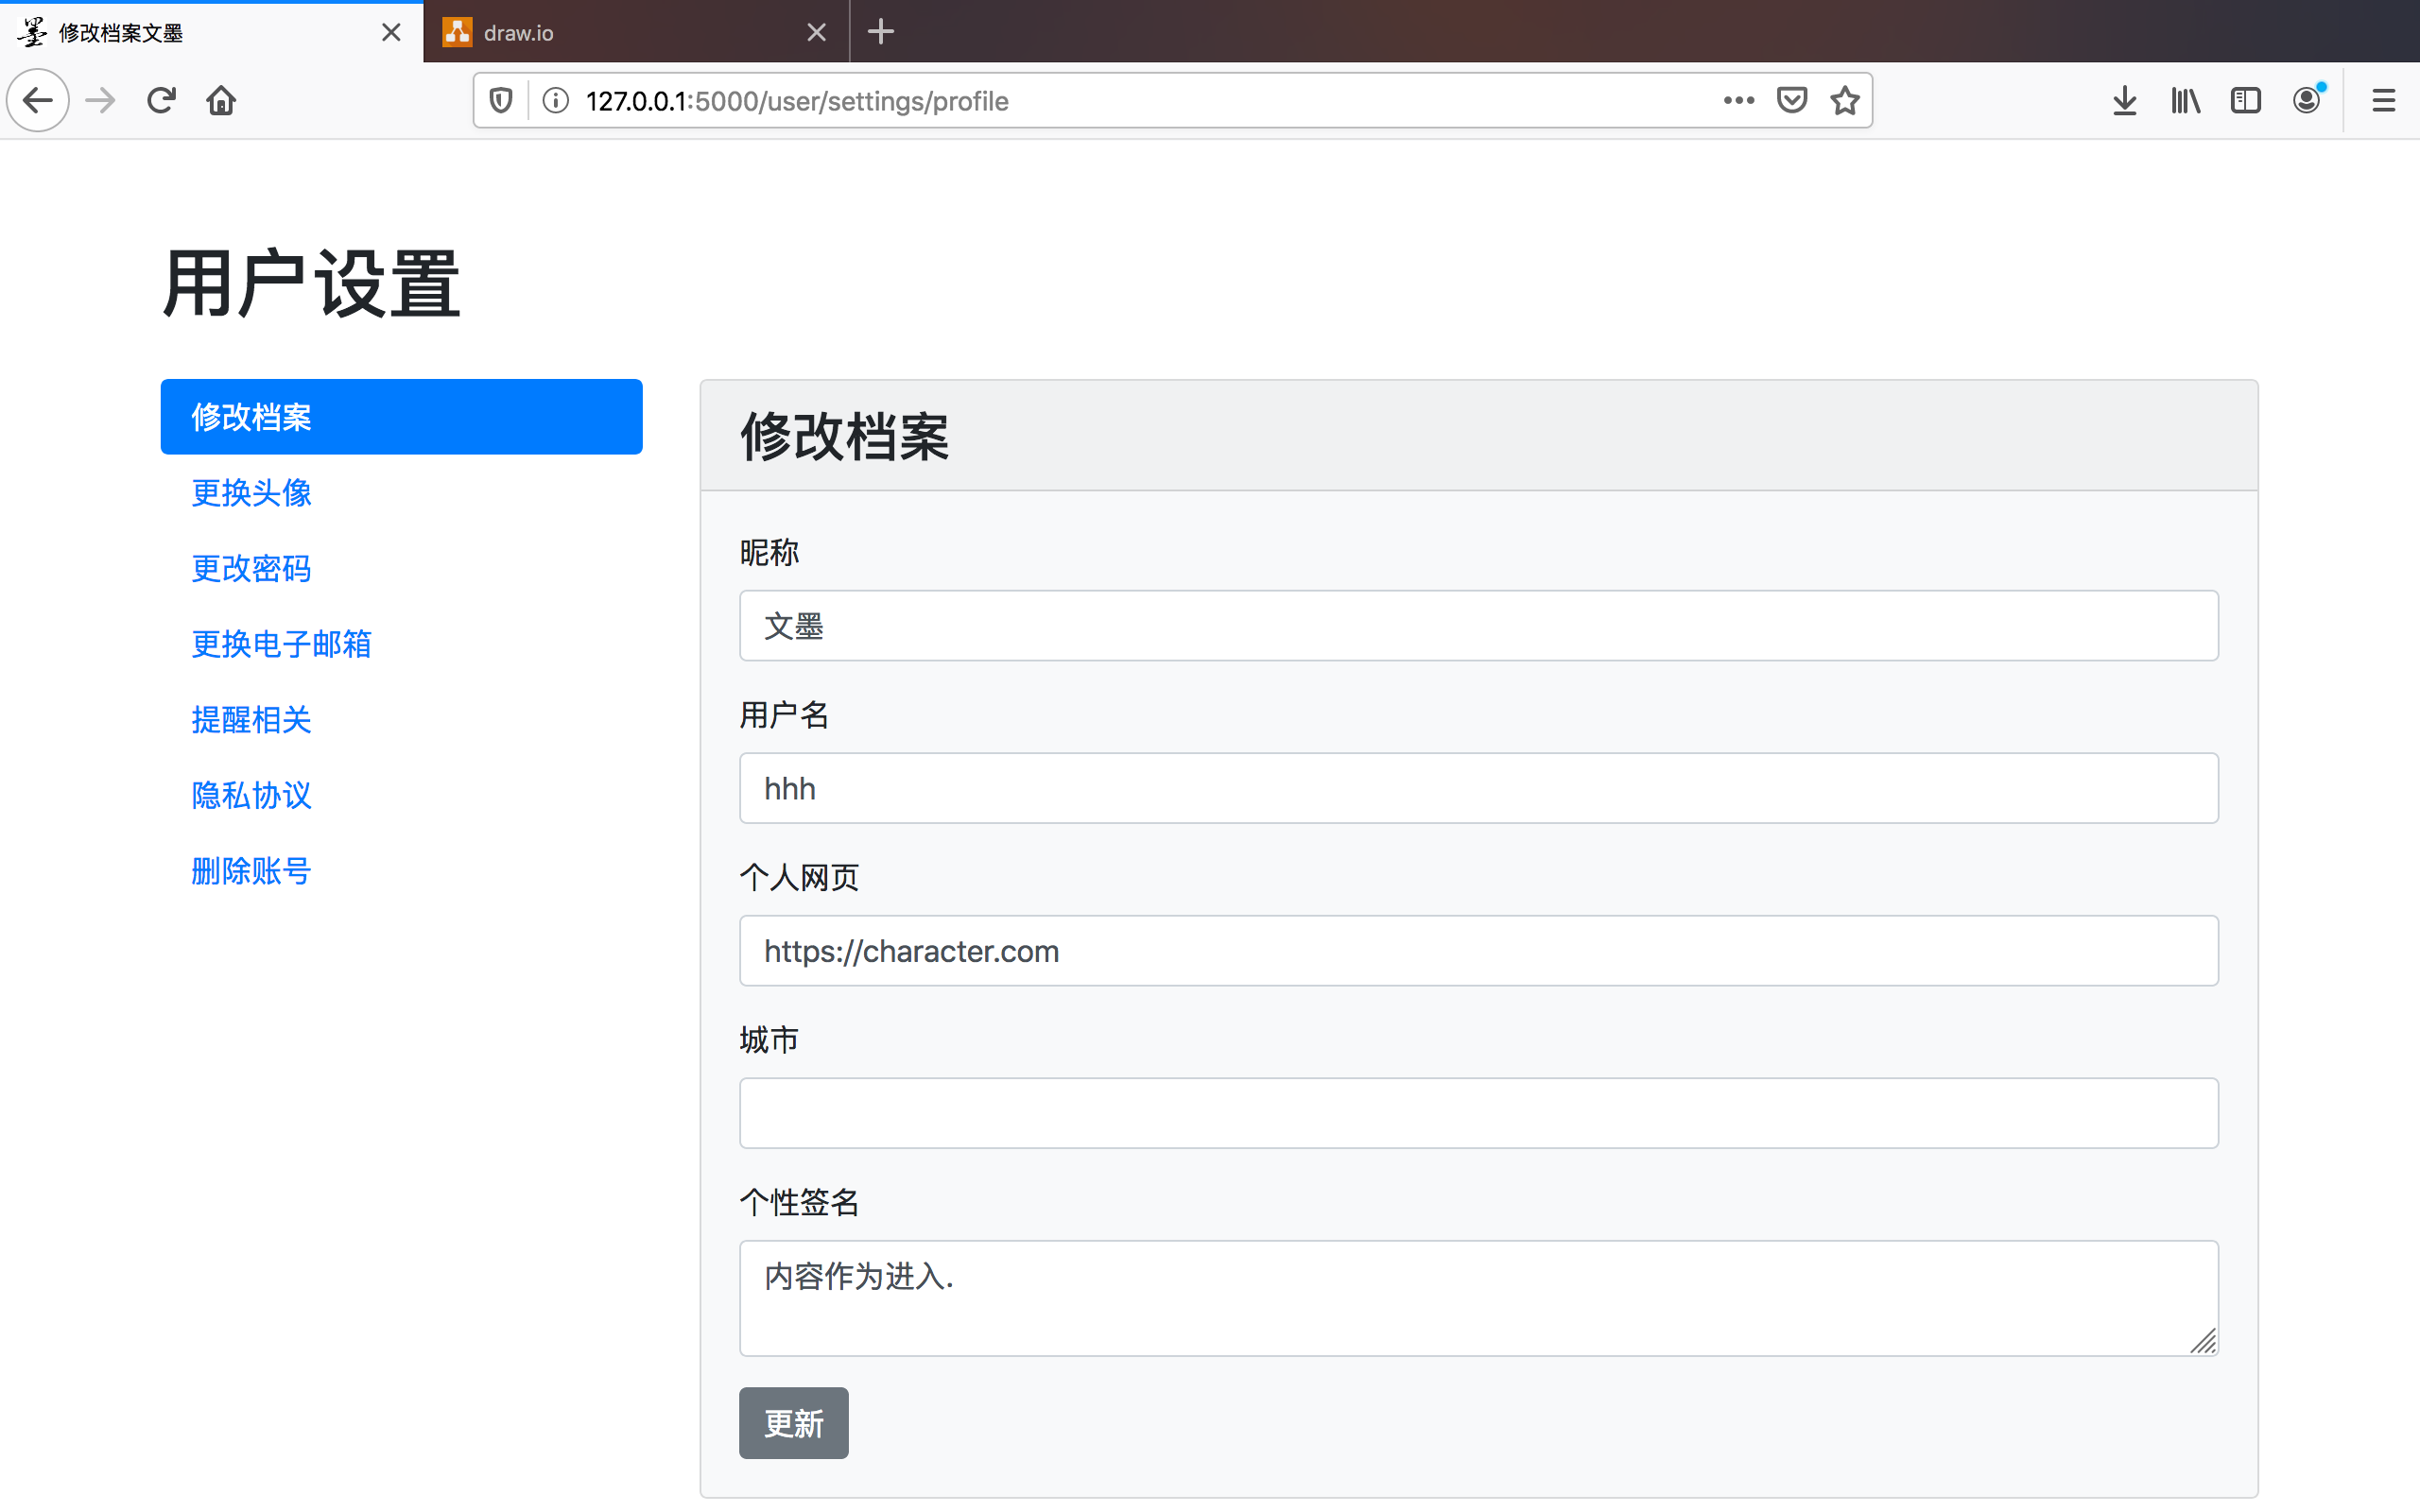 墨 修改档案文墨
draw.io
127.0.0.1:5000/user/settings/profile
用户设置
修改档案
更换头像
更改密码
更换电子邮箱
提醒相关
隐私协议
删除账号
修改档案
昵称
文墨
用户名
hhh
个人网页
https://character.com
城市
个性签名
内容作为进入.
更新